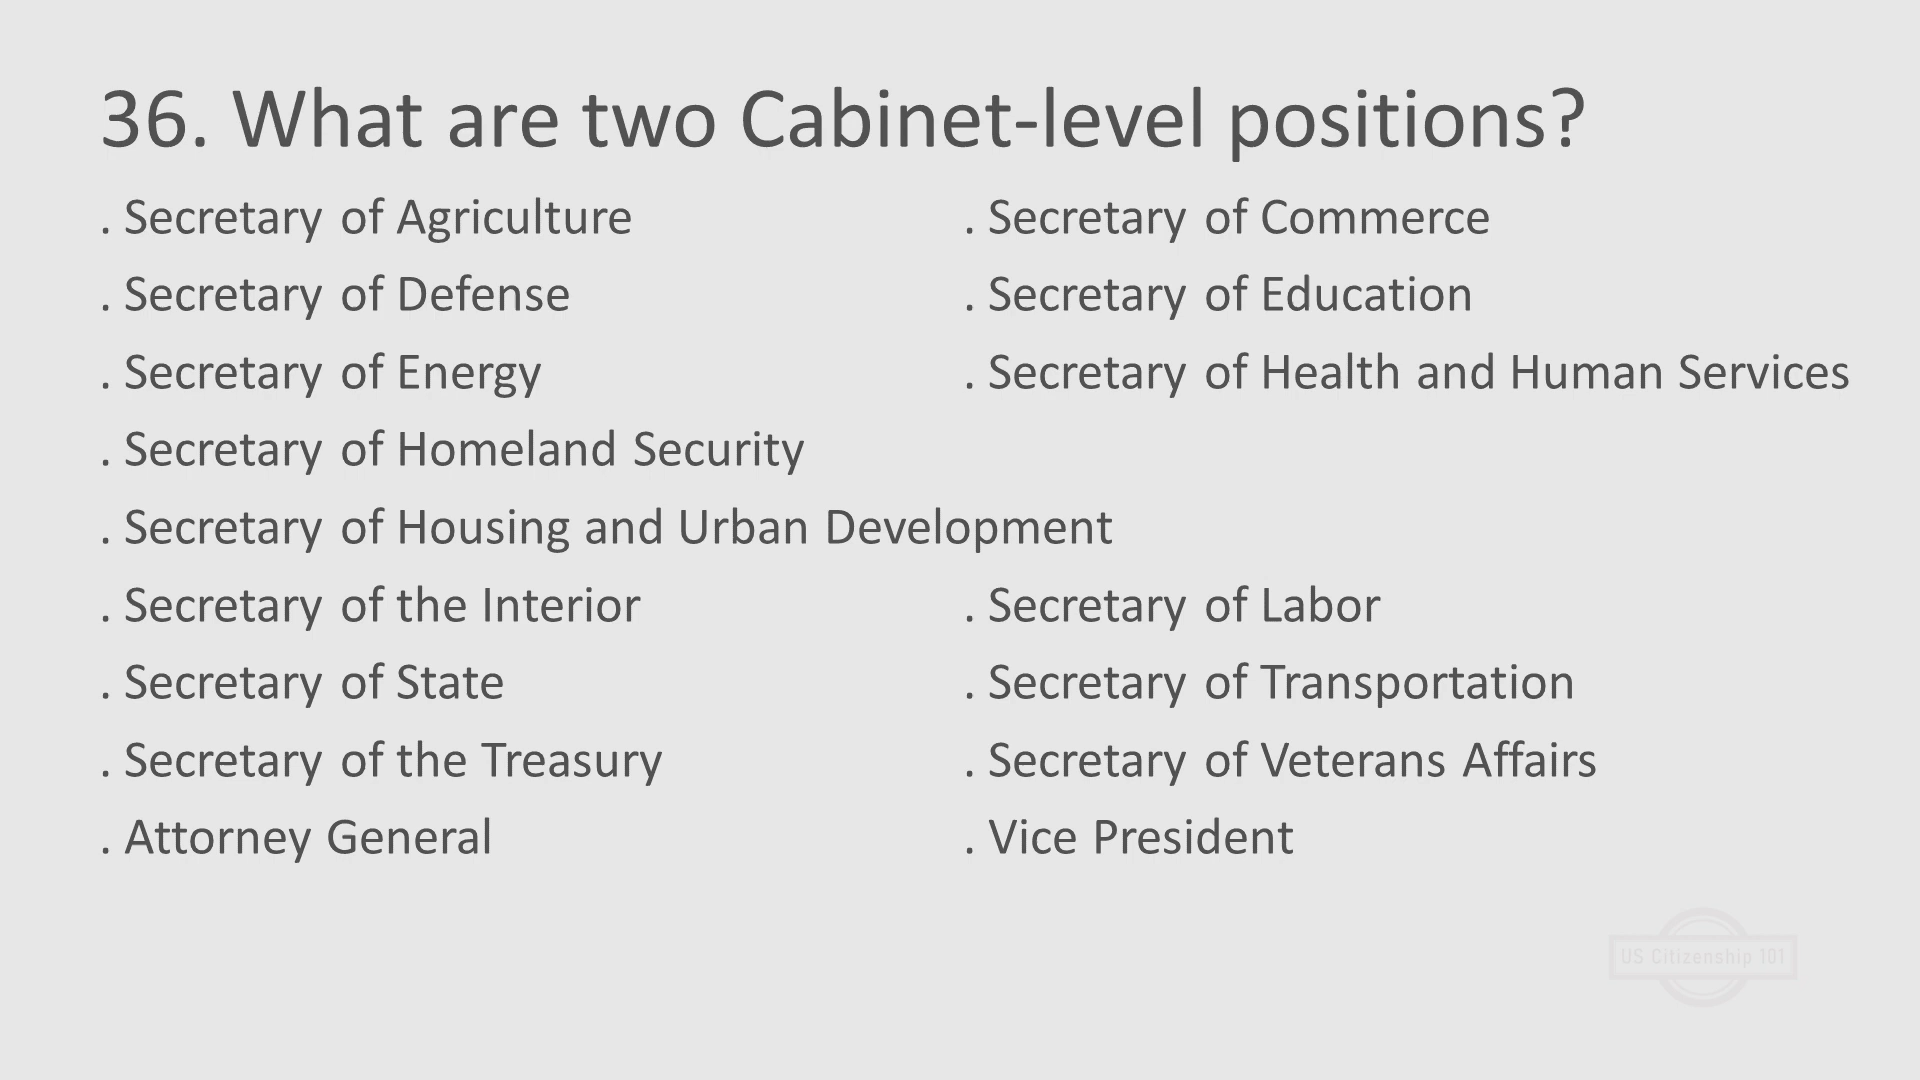 36. What are two Cabinet-level positions?
. Secretary of Agriculture
. Secretary of Commerce
. Secretary of Defense
. Secretary of Education
. Secretary of Energy
. Secretary of Health and Human Services
. Secretary of Homeland Security
. Secretary of Housing and Urban Development
. Secretary of the Interior
. Secretary of Labor
. Secretary of State
. Secretary of Transportation
. Secretary of the Treasury
. Secretary of Veterans Affairs
. Attorney General
. Vice President
US Citizenship 101